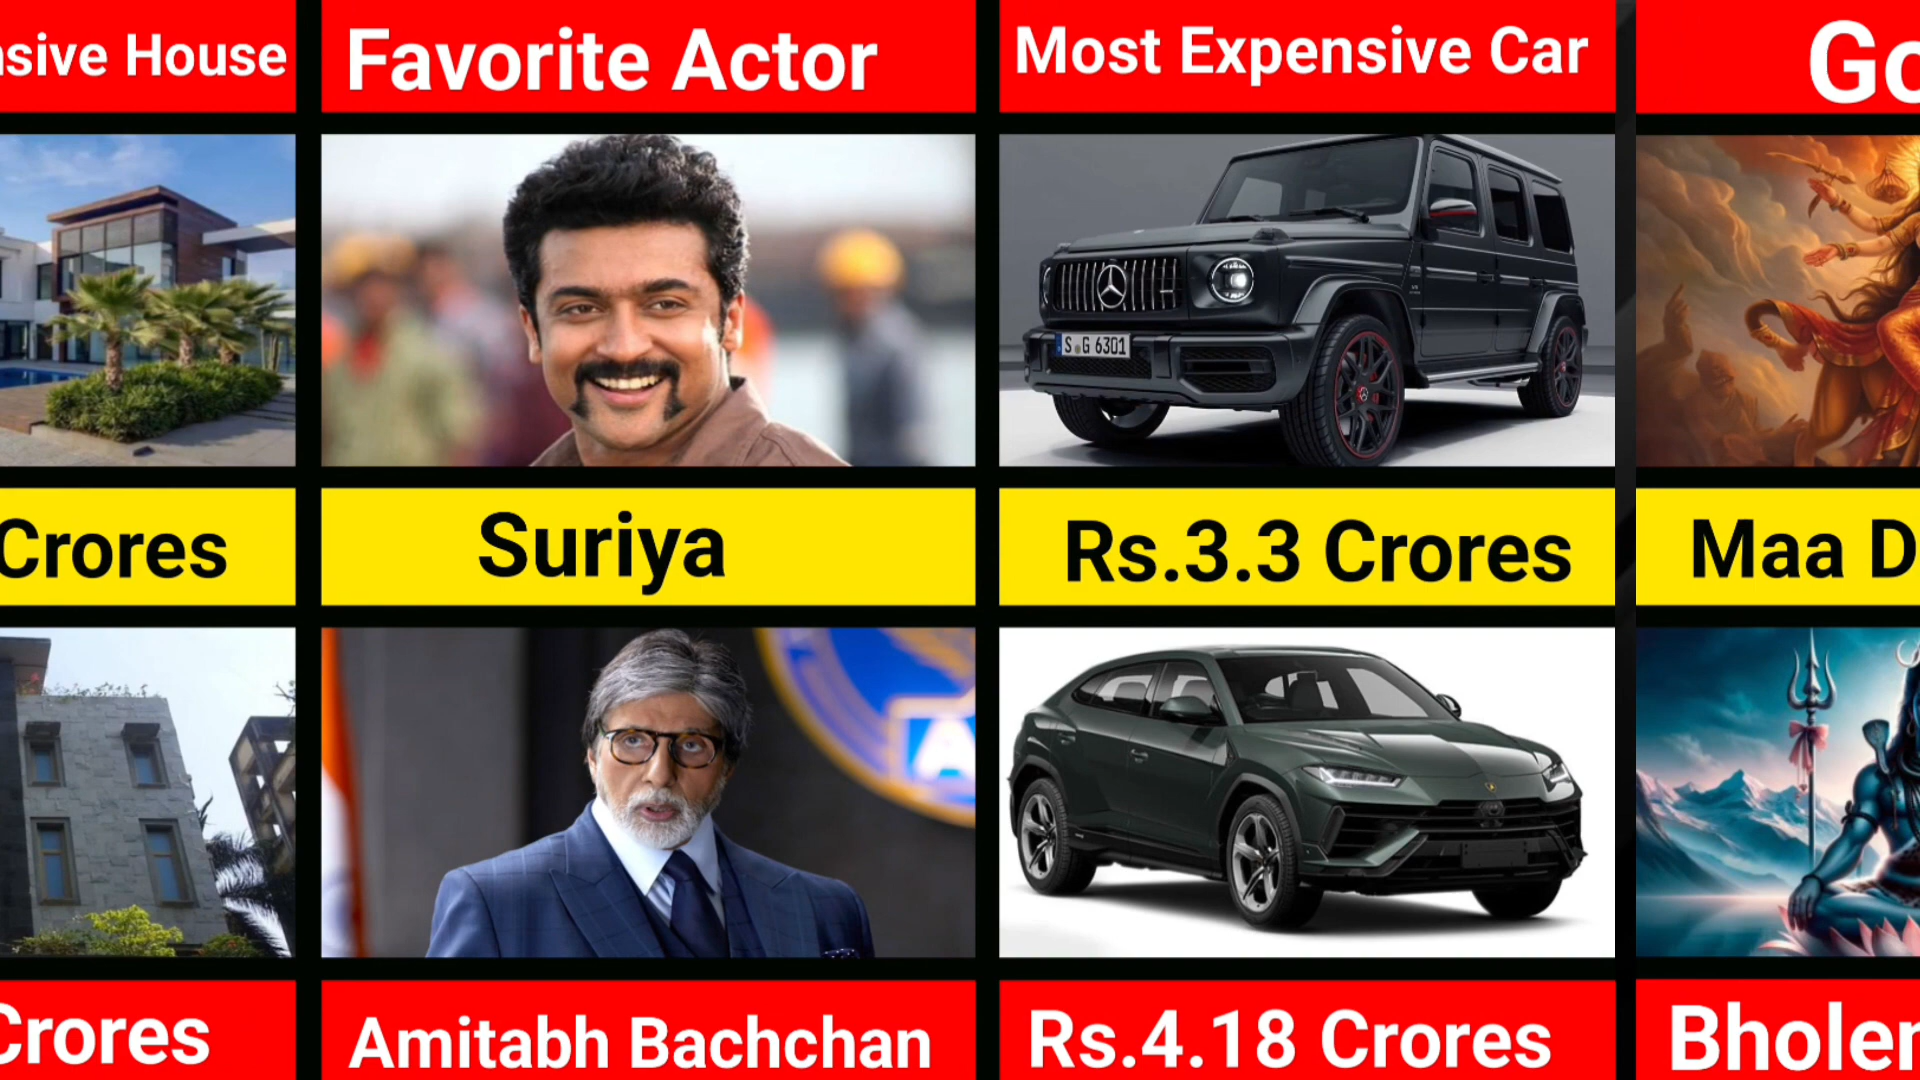 nsive House
Favorite Actor
Most Expensive Car
Go
S G 6301
Crores
Suriya
Rs.3.3 Crores
Maa D
A
Crores
Amitabh Bachchan
Rs.4.18 Crores
Bholen